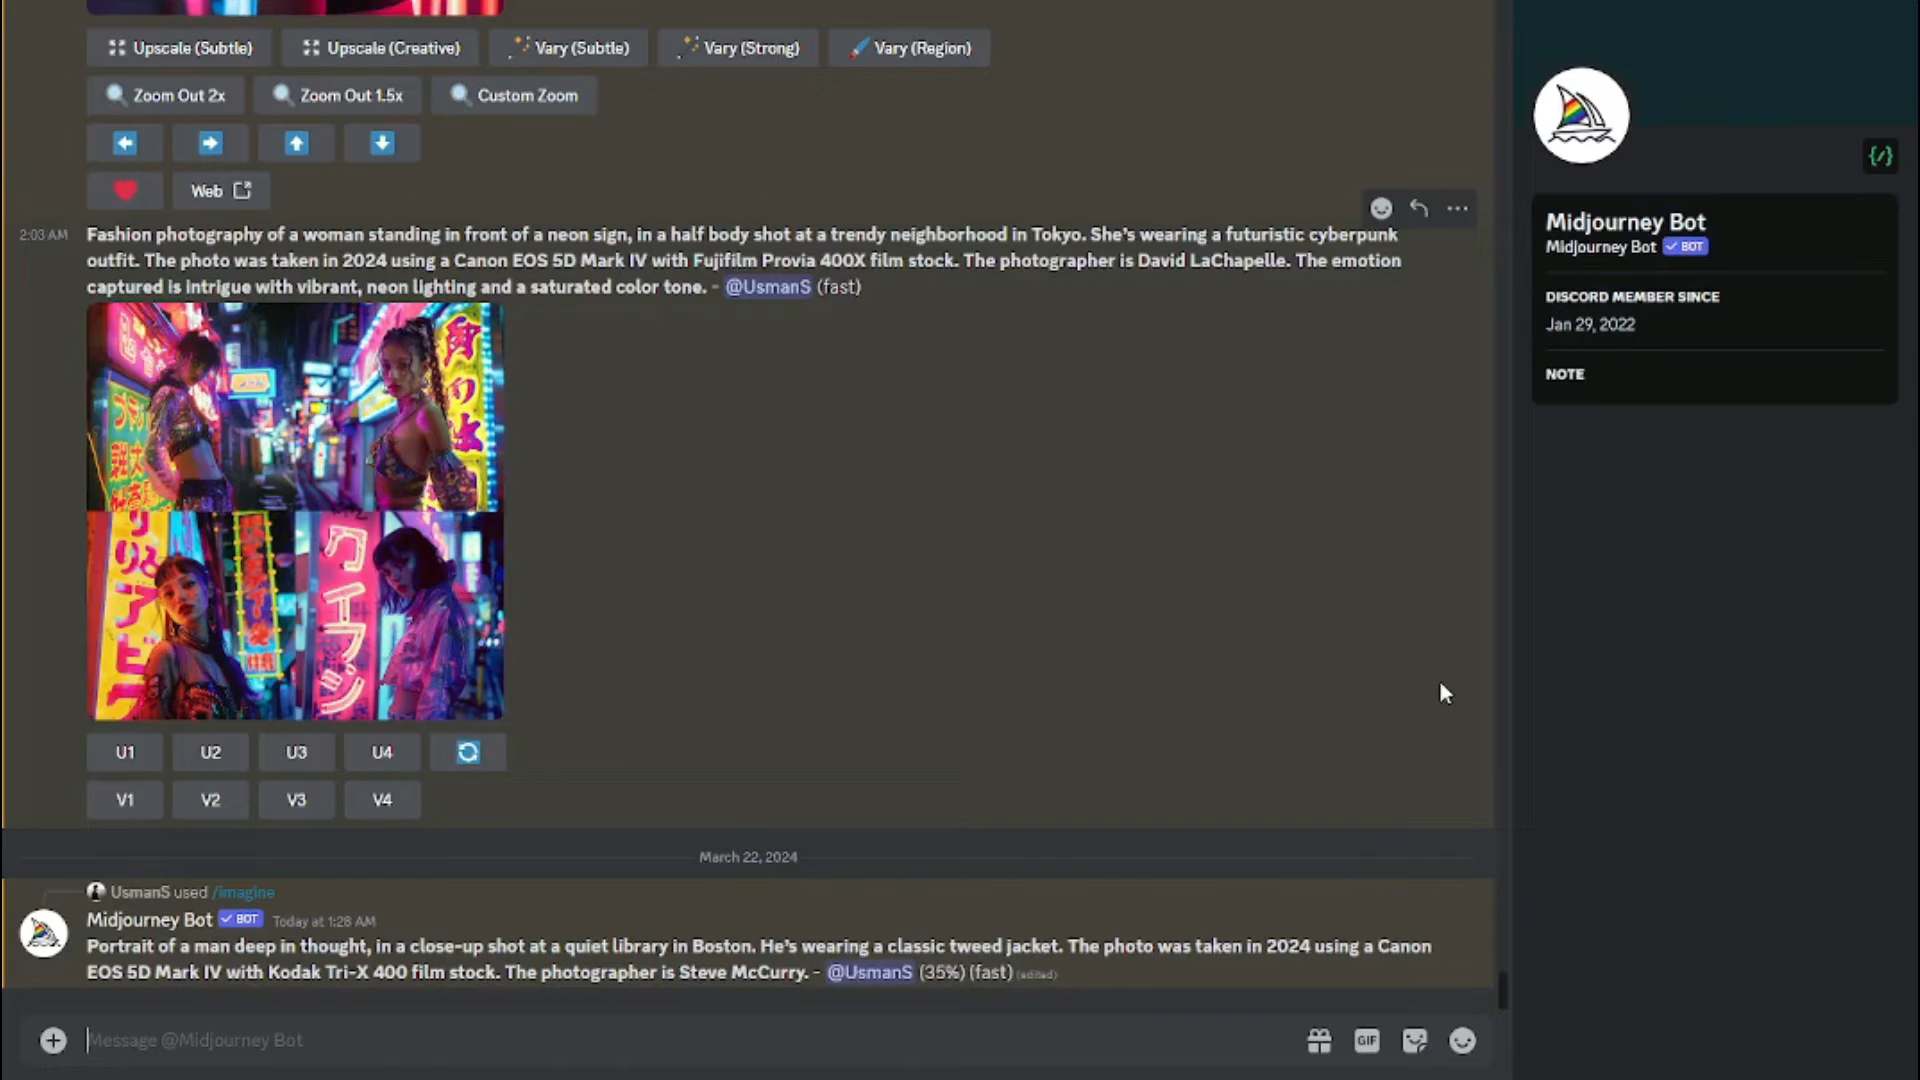 Upscale (Subtle) Upscale (Creative) Vary (Subtle) Vary (Strong) Vary (Region)
Zoom Out 2x Zoom Out 1.5x Custom Zoom
Web
2:03 AM Fashion photography of a woman standing in front of a neon sign, in a half body shot at a trendy neighborhood in Tokyo. She's wearing a futuristic cyberpunk
outfit. The photo was taken in 2024 using a Canon EOS 5D Mark IV with Fujifilm Provia 400X film stock. The photographer is David LaChapelle. The emotion
captured is intrigue with vibrant, neon lighting and a saturated color tone. - @UsmanS (fast)
U1 U2 U3 U4
V1 V2 V3 V4
March 22, 2024
UsmanS used /imagine
Midjourney Bot BOT Today at 1:28 AM
Portrait of a man deep in thought, in a close-up shot at a quiet library in Boston. He's wearing a classic tweed jacket. The photo was taken in 2024 using a Canon
EOS 5D Mark IV with Kodak Tri-X 400 film stock. The photographer is Steve McCurry. - @UsmanS (35%) (fast) (edited)
Message @Midjourney Bot
GIF
Midjourney Bot
Midjourney Bot BOT
DISCORD MEMBER SINCE
Jan 29, 2022
NOTE